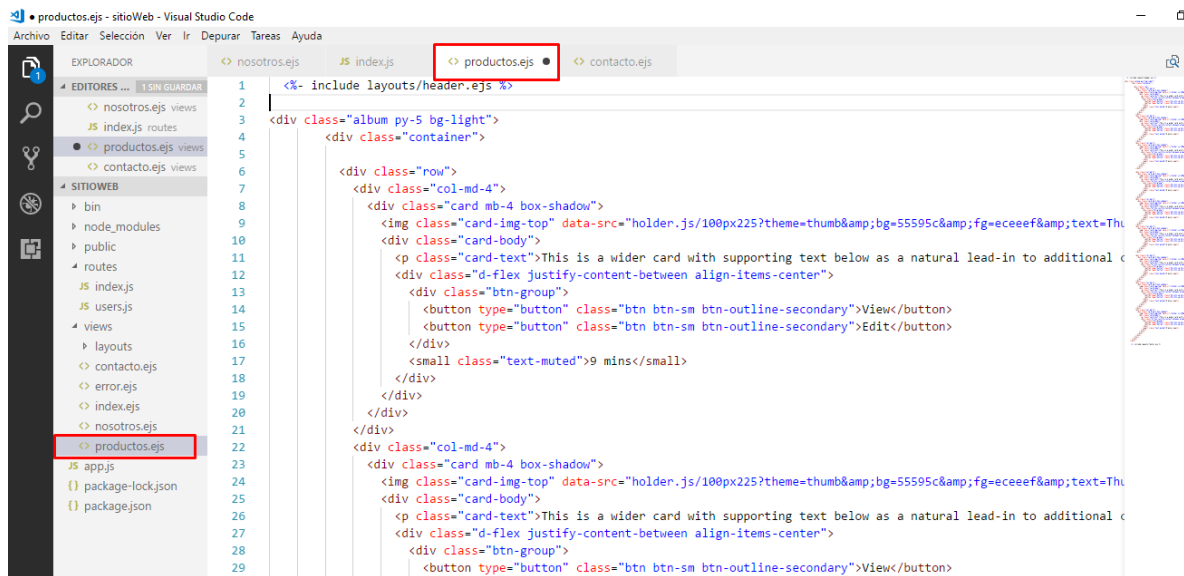 ● productos.ejs - sitioWeb - Visual Studio Code
Archivo Editar Selección Ver Ir Depurar Tareas Ayuda
EXPLORADOR
EDITORES ... 1 SIN GUARDAR
nosotros.ejs views
JS index.js routes
● productos.ejs views
contacto.ejs views
SITIOWEB
bin
node_modules
public
routes
JS index.js
JS users.js
views
layouts
contacto.ejs
error.ejs
index.ejs
nosotros.ejs
productos.ejs
JS app.js
{} package-lock.json
{} package.json
1
nosotros.ejs JS index.js productos.ejs ● contacto.ejs
1 <%- include layouts/header.ejs %>
2
3 <div class="album py-5 bg-light">
4 <div class="container">
5
6 <div class="row">
7 <div class="col-md-4">
8 <div class="card mb-4 box-shadow">
9 <img class="card-img-top" data-src="holder.js/100px225?theme=thumb&amp;bg=55595c&amp;fg=eceeef&amp;text=Thu
10 <div class="card-body">
11 <p class="card-text">This is a wider card with supporting text below as a natural lead-in to additional c
12 <div class="d-flex justify-content-between align-items-center">
13 <div class="btn-group">
14 <button type="button" class="btn btn-sm btn-outline-secondary">View</button>
15 <button type="button" class="btn btn-sm btn-outline-secondary">Edit</button>
16 </div>
17 <small class="text-muted">9 mins</small>
18 </div>
19 </div>
20 </div>
21 </div>
22 <div class="col-md-4">
23 <div class="card mb-4 box-shadow">
24 <img class="card-img-top" data-src="holder.js/100px225?theme=thumb&amp;bg=55595c&amp;fg=eceeef&amp;text=Thu
25 <div class="card-body">
26 <p class="card-text">This is a wider card with supporting text below as a natural lead-in to additional c
27 <div class="d-flex justify-content-between align-items-center">
28 <div class="btn-group">
29 <button type="button" class="btn btn-sm btn-outline-secondary">View</button>